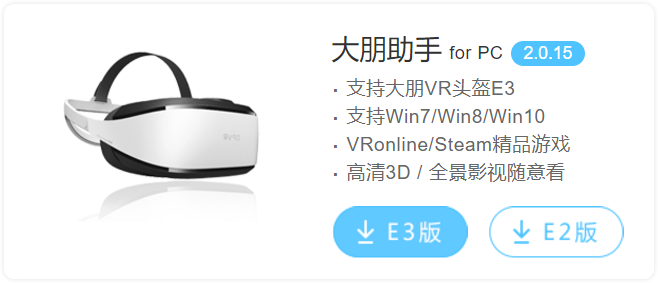 大朋助手 for PC 2.0.15
· 支持大朋VR头盔E3
· 支持Win7/Win8/Win10
· VRonline/Steam精品游戏
· 高清3D / 全景影视随意看
E3版 E2版